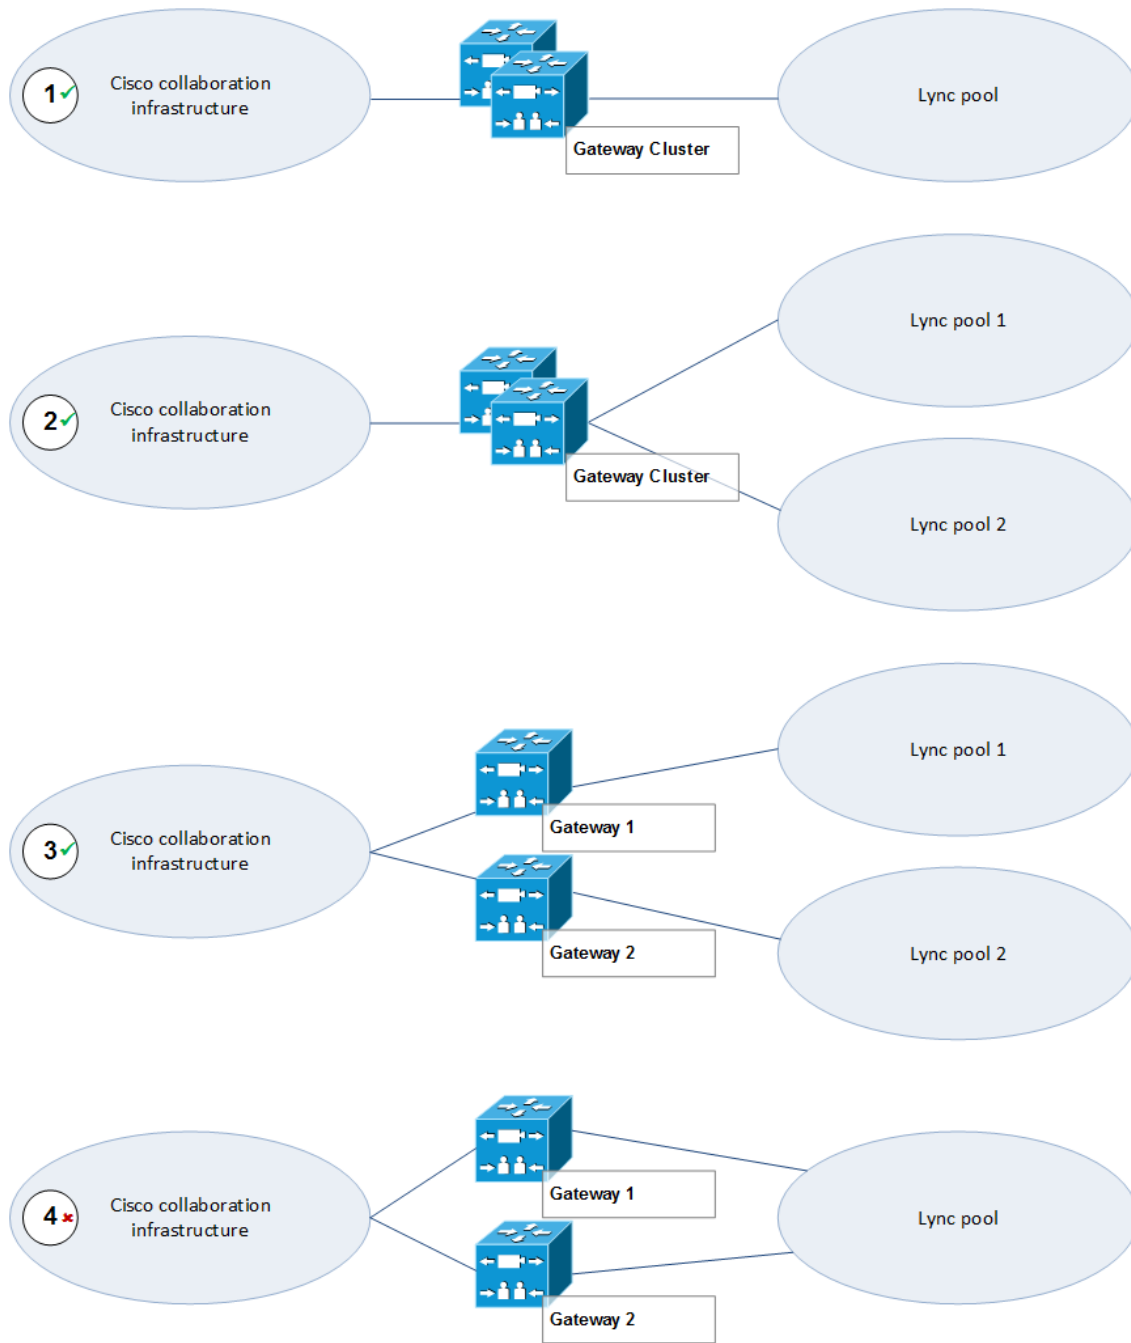 1
Cisco collaboration
infrastructure
Gateway Cluster
Lync pool
2
Cisco collaboration
infrastructure
Gateway Cluster
Lync pool 1
Lync pool 2
3
Cisco collaboration
infrastructure
Gateway 1
Gateway 2
Lync pool 1
Lync pool 2
4
Cisco collaboration
infrastructure
Gateway 1
Gateway 2
Lync pool